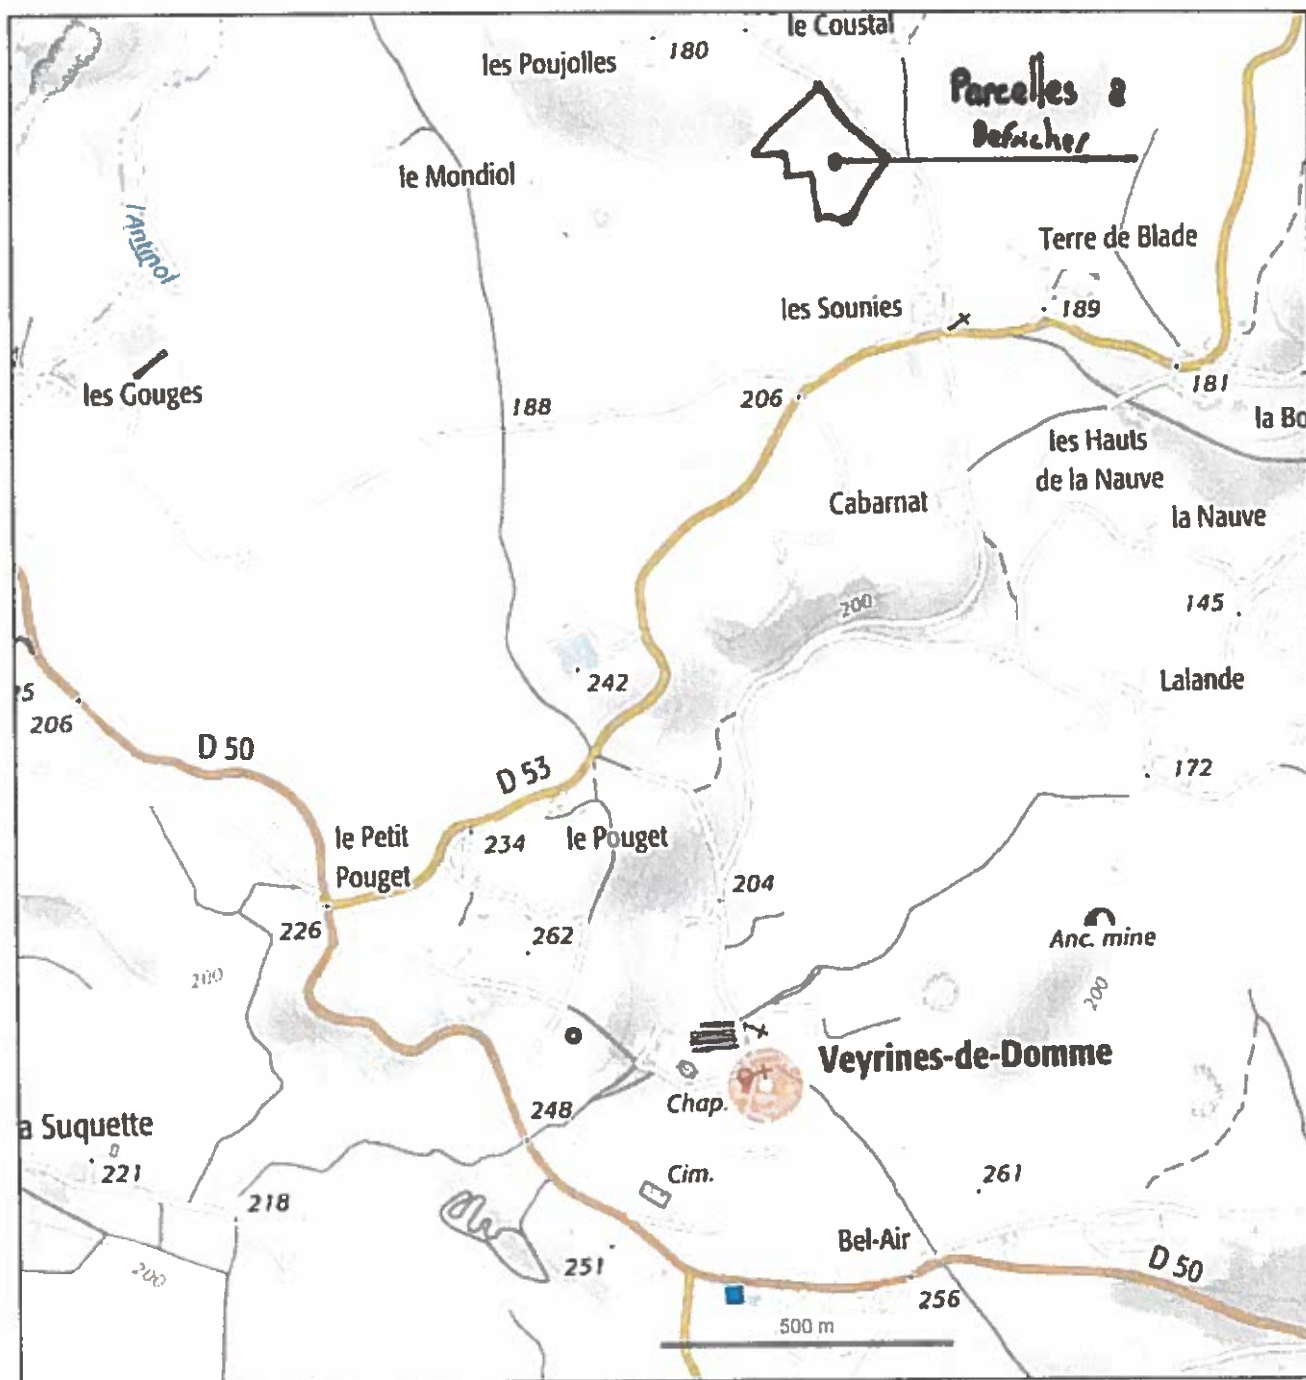 le Coustal
180
les Poujolles
Parcelles à
Defricher
le Mondiol
l'Antinol
Terre de Blade
les Sounies
189
181
les Gouges
188
206
la Bo
les Hauts
de la Nauve
Cabarnat
la Nauve
200
145
242
Lalande
25
206
D 50
D 53
172
le Petit
Pouget
234
le Pouget
204
226
262
Anc. mine
200
200
Veyrines-de-Domme
Chap.
248
a Suquette
221
Cim.
261
218
Bel-Air
251
200
D 50
256
500 m